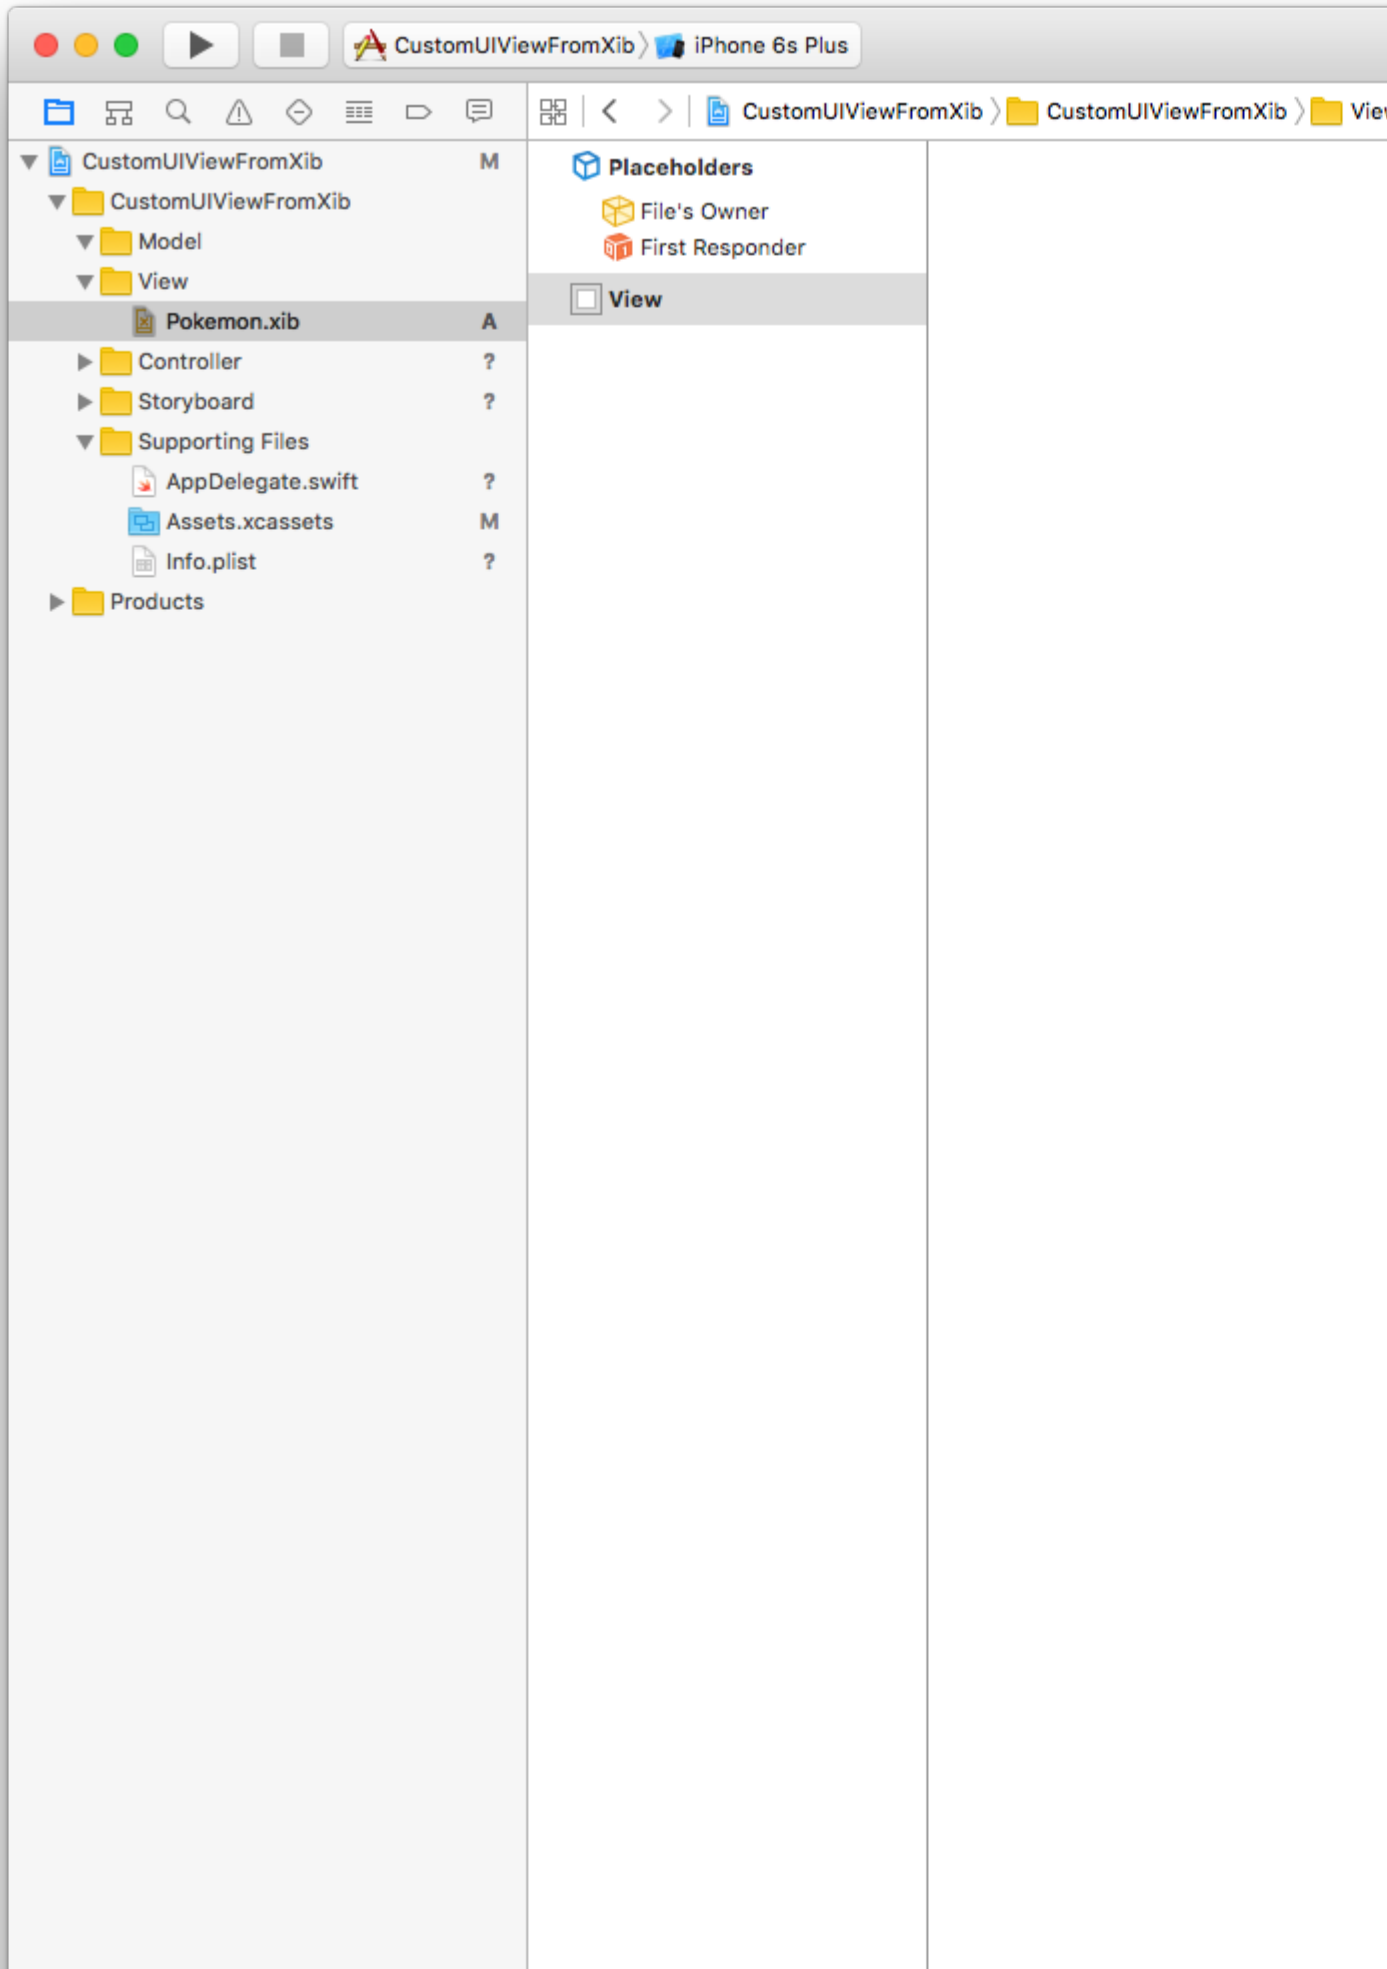 CustomUIViewFromXib iPhone 6s Plus
CustomUIViewFromXib CustomUIViewFromXib View
CustomUIViewFromXib M
CustomUIViewFromXib
Model
View
Pokemon.xib A
Controller ?
Storyboard ?
Supporting Files
AppDelegate.swift ?
Assets.xcassets M
Info.plist ?
Products
Placeholders
File's Owner
First Responder
View